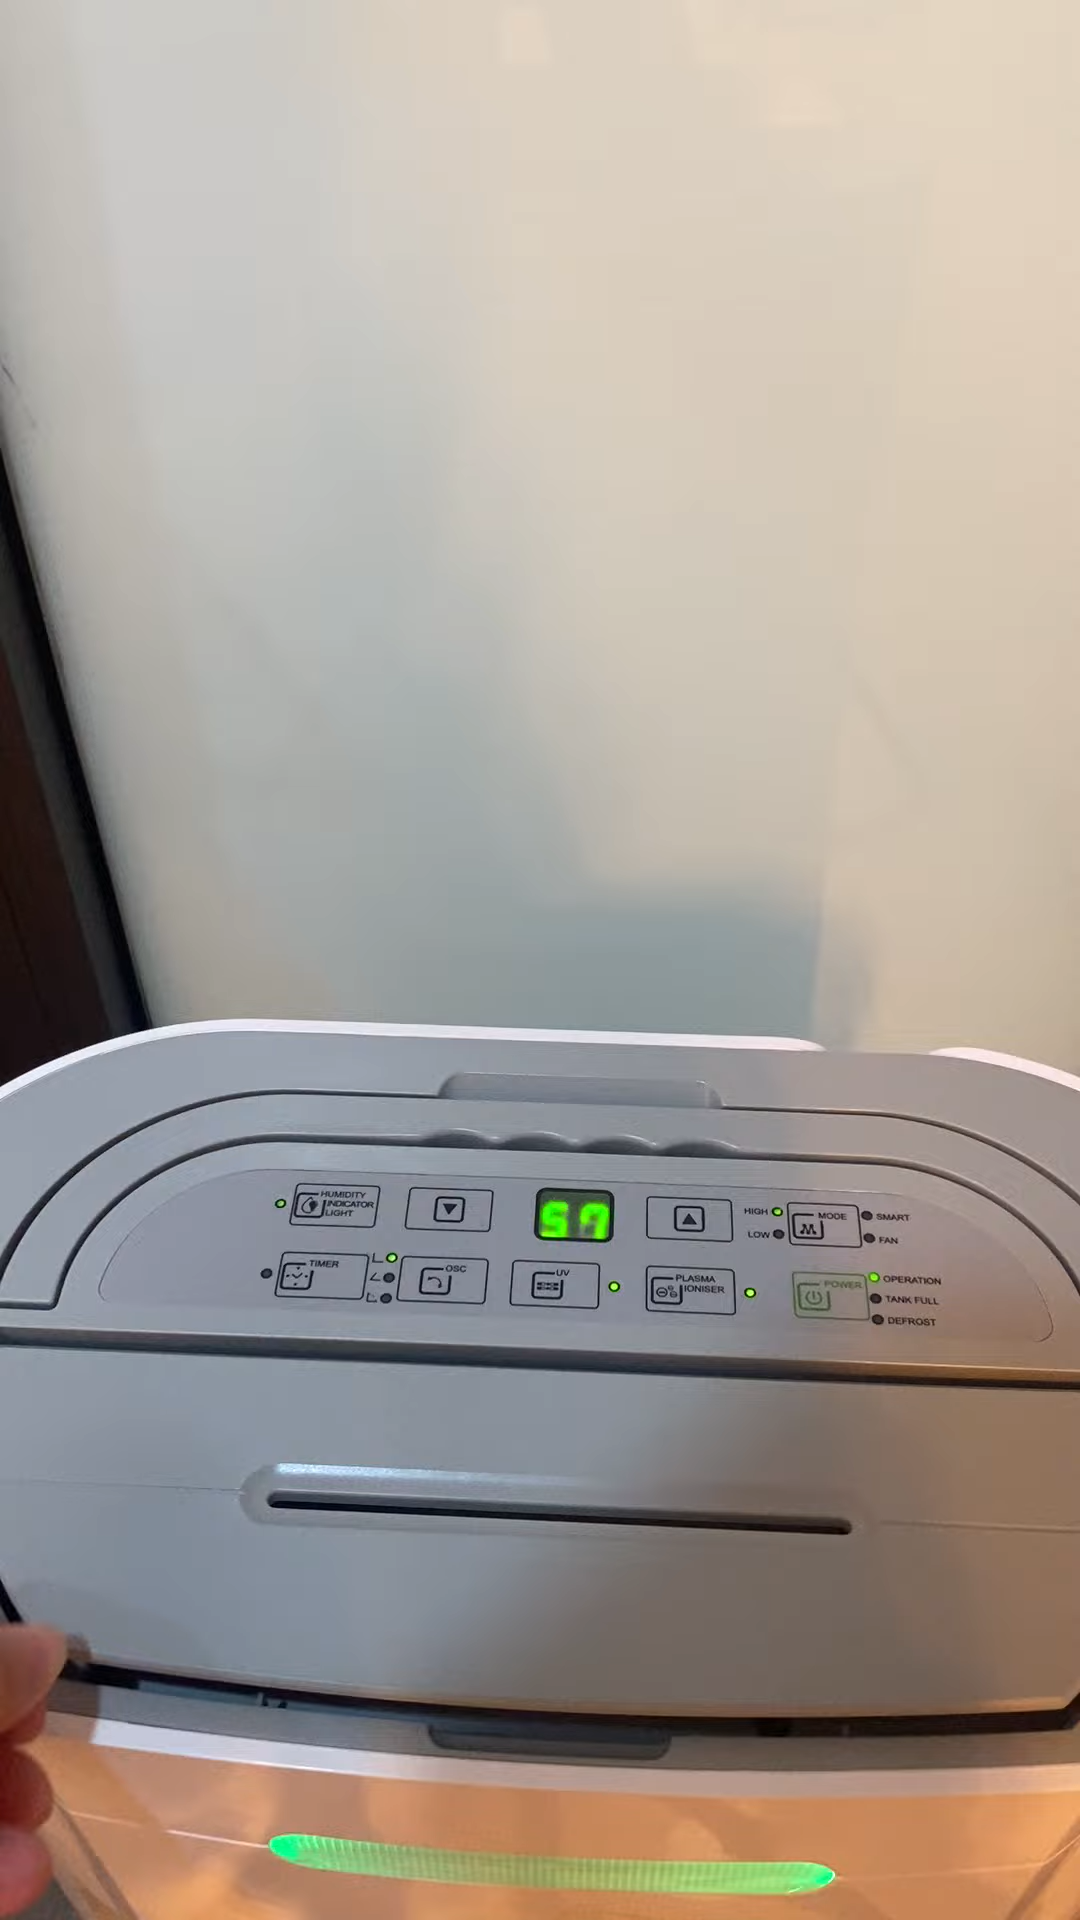 HUMIDITY
INDICATOR
LIGHT
57
HIGH
LOW
MODE
SMART
FAN
TIMER
OSC
UV
PLASMA
IONISER
POWER
OPERATION
TANK FULL
DEFROST